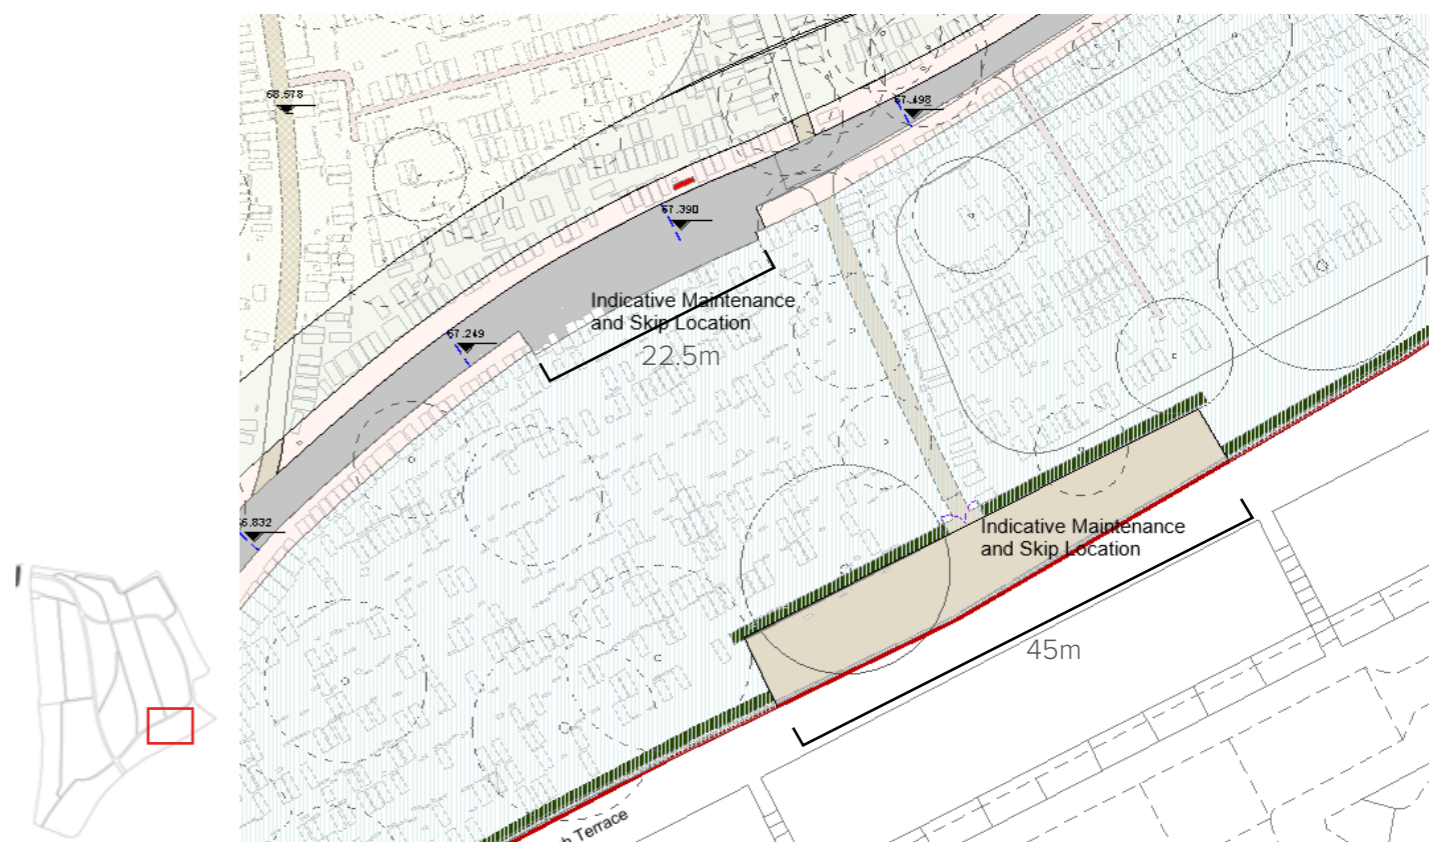 68.578
67.498
67.390
Indicative Maintenance
and Skip Location
67.249
22.5m
Indicative Maintenance
and Skip Location
45m
Terrace